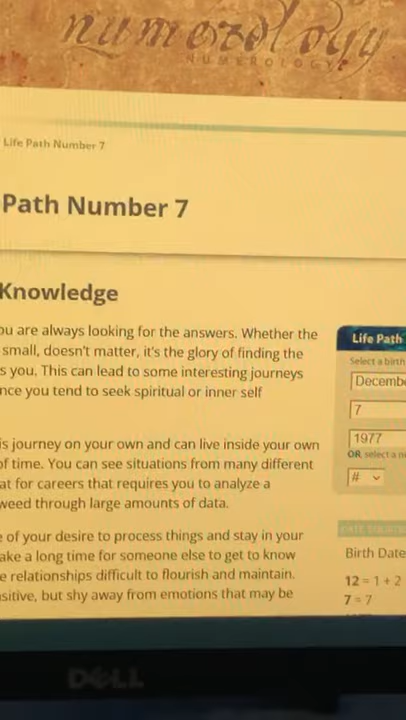 numerology
NUMEROLOGY
Life Path Number 7
Path Number 7
Knowledge
ou are always looking for the answers. Whether the
small, doesn't matter, it's the glory of finding the
s you. This can lead to some interesting journeys
nce you tend to seek spiritual or inner self
is journey on your own and can live inside your own
of time. You can see situations from many different
at for careers that requires you to analyze a
weed through large amounts of data.
e of your desire to process things and stay in your
ake a long time for someone else to get to know
e relationships difficult to flourish and maintain.
sitive, but shy away from emotions that may be
Life Path
Select a birth
Decembe
7
1977
OR select a nu
#
Birth Date
12 = 1 + 2
7 = 7
DELL